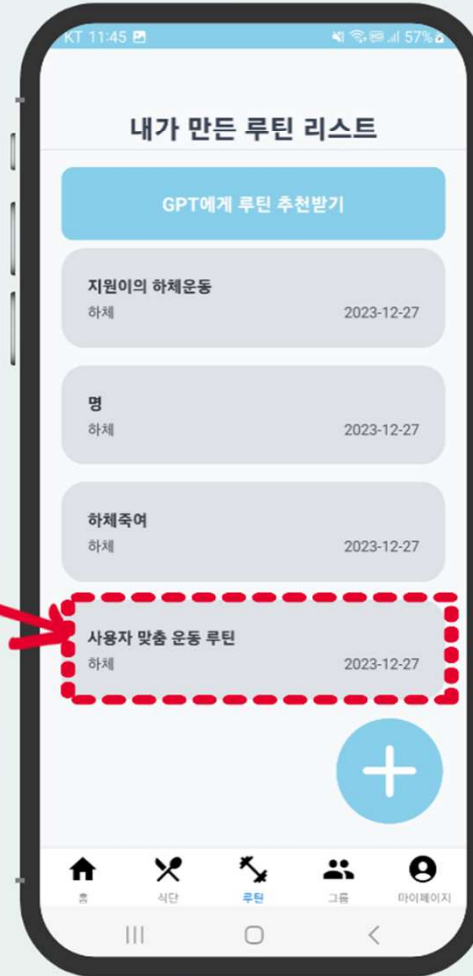 KT 11:45
57%
내가 만든 루틴 리스트
GPT에게 루틴 추천받기
지원이의 하체운동
하체 2023-12-27
명
하체 2023-12-27
하체죽여
하체 2023-12-27
사용자 맞춤 운동 루틴
하체 2023-12-27
홈 식단 루틴 그룹 마이페이지